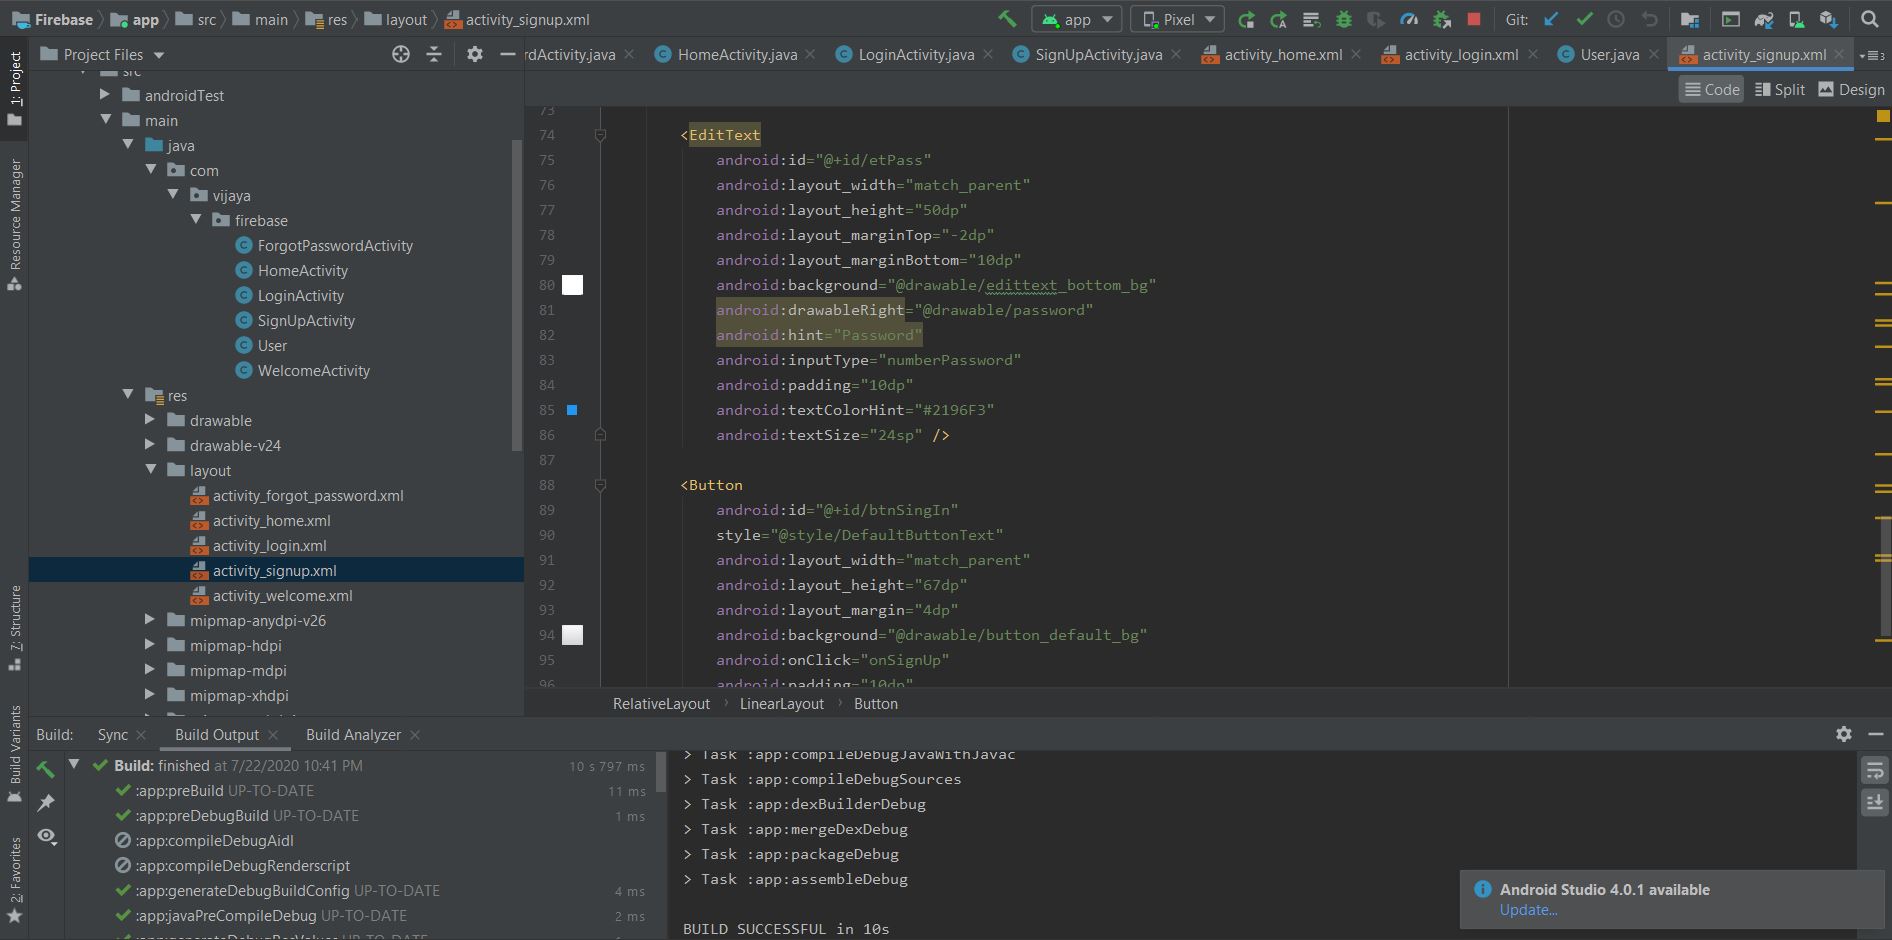 Firebase app src main res layout activity_signup.xml
app Pixel Git:
1: Project
Resource Manager
7: Structure
Build Variants
2: Favorites
Project Files
rdActivity.java HomeActivity.java LoginActivity.java SignUpActivity.java activity_home.xml activity_login.xml User.java activity_signup.xml
Code Split Design
src
androidTest
main
java
com
vijaya
firebase
ForgotPasswordActivity
HomeActivity
LoginActivity
SignUpActivity
User
WelcomeActivity
res
drawable
drawable-v24
layout
activity_forgot_password.xml
activity_home.xml
activity_login.xml
activity_signup.xml
activity_welcome.xml
mipmap-anydpi-v26
mipmap-hdpi
mipmap-mdpi
mipmap-xhdpi
73
74 <EditText
75 android:id="@+id/etPass"
76 android:layout_width="match_parent"
77 android:layout_height="50dp"
78 android:layout_marginTop="-2dp"
79 android:layout_marginBottom="10dp"
80 android:background="@drawable/edittext_bottom_bg"
81 android:drawableRight="@drawable/password"
82 android:hint="Password"
83 android:inputType="numberPassword"
84 android:padding="10dp"
85 android:textColorHint="#2196F3"
86 android:textSize="24sp" />
87
88 <Button
89 android:id="@+id/btnSingIn"
90 style="@style/DefaultButtonText"
91 android:layout_width="match_parent"
92 android:layout_height="67dp"
93 android:layout_margin="4dp"
94 android:background="@drawable/button_default_bg"
95 android:onClick="onSignUp"
96 android:padding="10dp"
RelativeLayout › LinearLayout › Button
Build: Sync Build Output Build Analyzer
Build: finished at 7/22/2020 10:41 PM 10 s 797 ms
:app:preBuild UP-TO-DATE 11 ms
:app:preDebugBuild UP-TO-DATE 1 ms
:app:compileDebugAidl
:app:compileDebugRenderscript
:app:generateDebugBuildConfig UP-TO-DATE 4 ms
:app:javaPreCompileDebug UP-TO-DATE 2 ms
:app:generateDebugResValues UP-TO-DATE
> Task :app:compileDebugJavaWithJavac
> Task :app:compileDebugSources
> Task :app:dexBuilderDebug
> Task :app:mergeDexDebug
> Task :app:packageDebug
> Task :app:assembleDebug
BUILD SUCCESSFUL in 10s
Android Studio 4.0.1 available
Update...